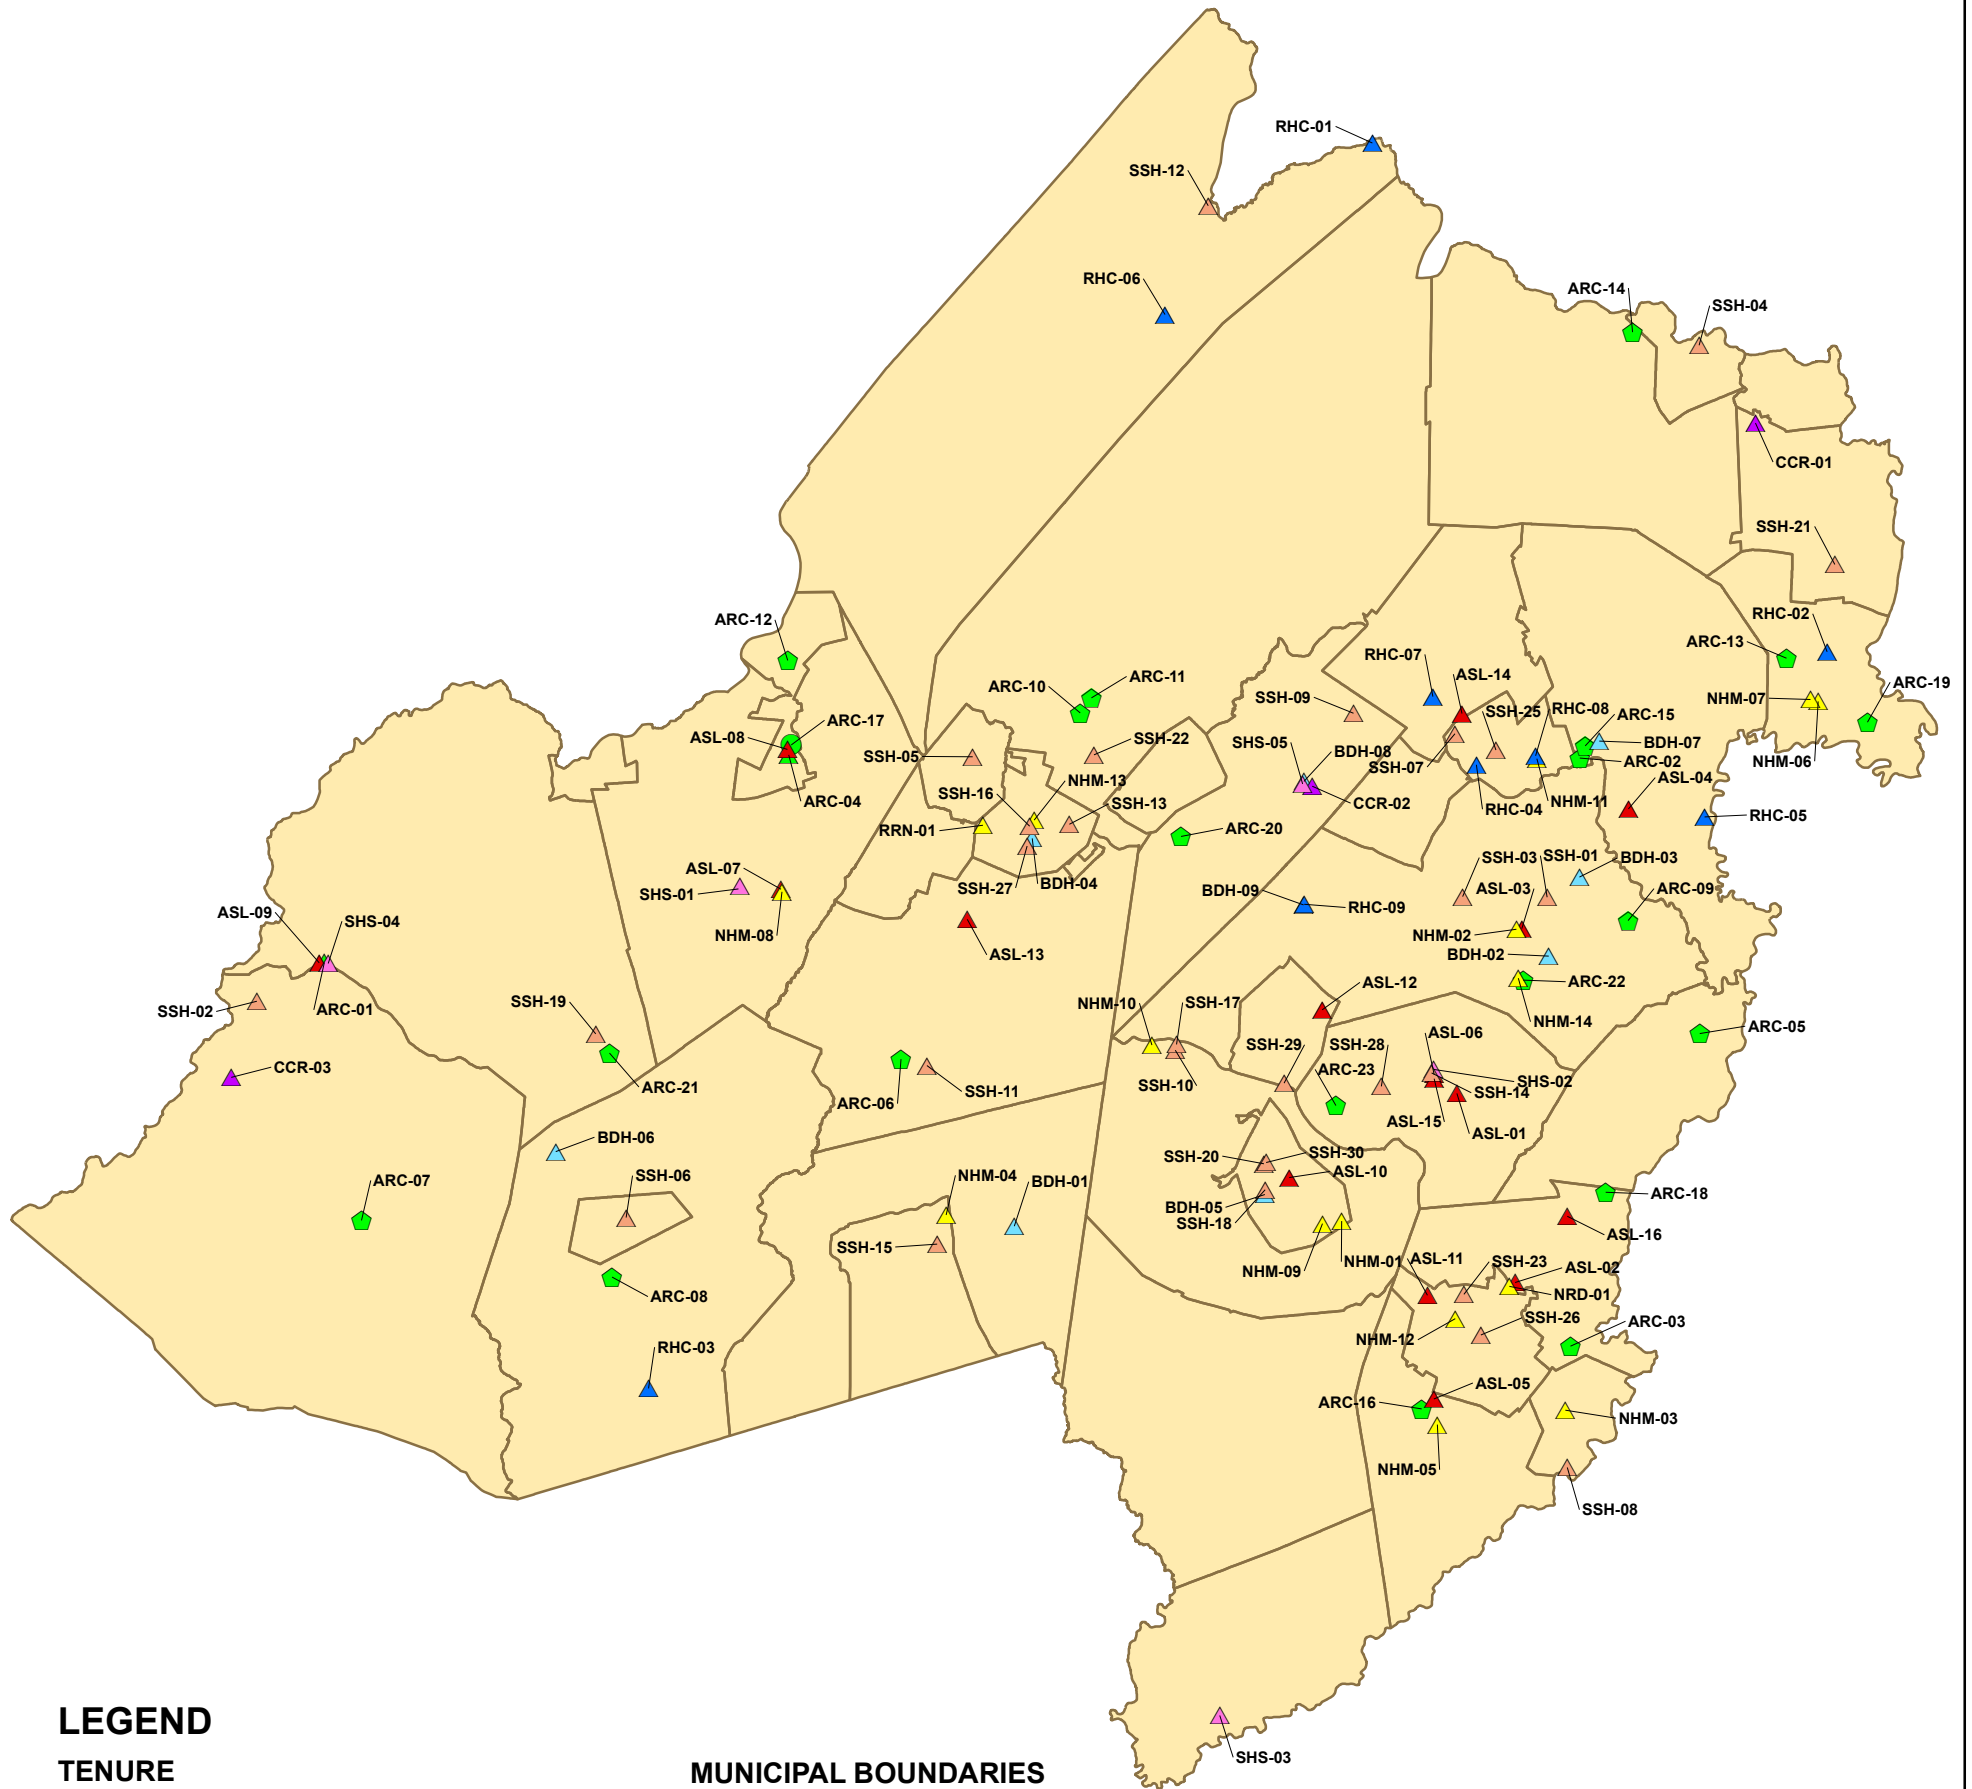 RHC-01
SSH-12
RHC-06
ARC-14
SSH-04
CCR-01
SSH-21
RHC-02
ARC-12
ARC-13
RHC-07
ASL-14
ARC-11
ARC-10
SSH-09
NHM-07
ARC-19
SSH-25
RHC-08
ARC-15
ARC-17
ASL-08
SSH-22
SHS-05
BDH-08
BDH-07
SSH-05
SSH-07
ARC-02
NHM-06
NHM-13
ASL-04
SSH-16
ARC-04
SSH-13
CCR-02
NHM-11
RHC-04
RHC-05
RRN-01
ARC-20
SSH-03
SSH-01
BDH-03
ASL-07
SSH-27
BDH-04
SHS-01
BDH-09
ASL-03
ARC-09
RHC-09
ASL-09
SHS-04
NHM-08
NHM-02
ASL-13
BDH-02
ASL-12
ARC-22
SSH-02
ARC-01
SSH-19
NHM-10
SSH-17
NHM-14
ARC-05
ASL-06
SSH-29
SSH-28
CCR-03
ARC-23
SHS-02
ARC-21
SSH-10
SSH-11
SSH-14
ARC-06
ASL-15
ASL-01
BDH-06
SSH-20
SSH-30
ASL-10
SSH-06
NHM-04
ARC-07
BDH-01
ARC-18
BDH-05
SSH-18
ASL-16
SSH-15
NHM-01
ASL-11
SSH-23
ASL-02
NHM-09
NRD-01
ARC-08
SSH-26
ARC-03
NHM-12
RHC-03
ASL-05
ARC-16
NHM-03
NHM-05
SSH-08
SHS-03
LEGEND
TENURE
MUNICIPAL BOUNDARIES